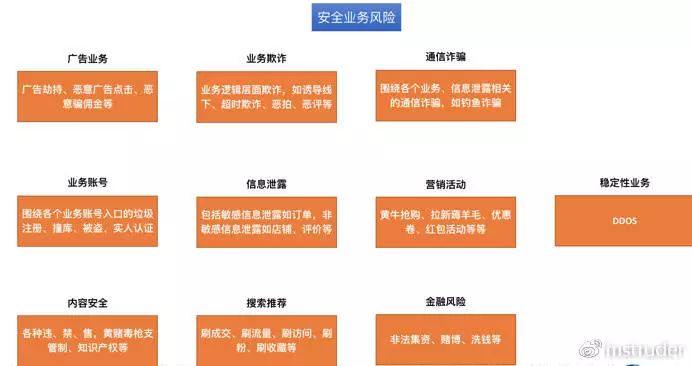 安全业务风险
广告业务
业务欺诈
通信诈骗
广告劫持、恶意广告点击、恶
意骗佣金等
业务逻辑层面欺诈，如诱导线
下、超时欺诈、恶拍、恶评等
围绕各个业务、信息泄露相关
的通信诈骗，如钓鱼诈骗
业务账号
信息泄露
营销活动
稳定性业务
围绕各个业务账号入口的垃圾
注册、撞库、被盗，实人认证
包括敏感信息泄露如订单，非
敏感信息泄露如店铺、评价等
黄牛抢购、拉新薅羊毛、优惠
卷、红包活动等等
DDOS
内容安全
搜索推荐
金融风险
各种违、禁、售，黄赌毒枪支
管制、知识产权等
刷成交、刷流量、刷访问、刷
粉、刷收藏等等
非法集资、赌博、洗钱等
@mstruder